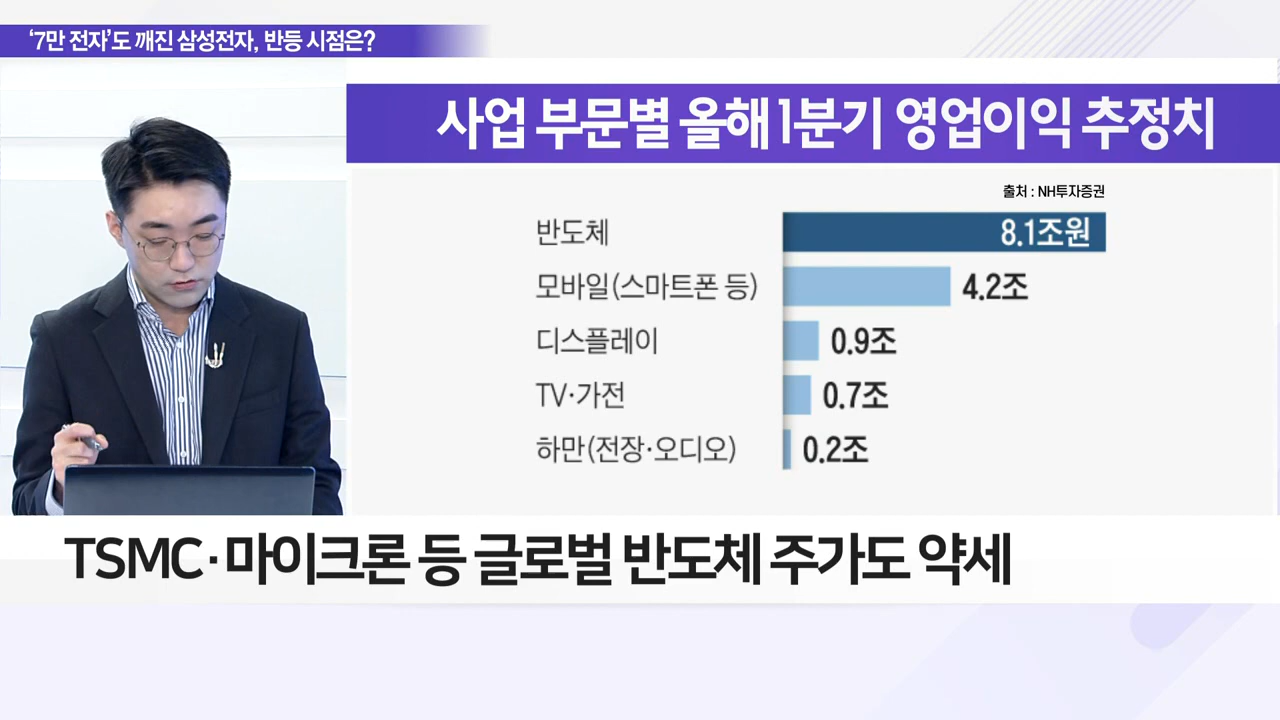 ‘7만 전자’도 깨진 삼성전자, 반등 시점은?
사업 부문별 올해 1분기 영업이익 추정치
출처 : NH투자증권
반도체 8.1조원
모바일(스마트폰 등) 4.2조
디스플레이 0.9조
TV·가전 0.7조
하만(전장·오디오) 0.2조
TSMC·마이크론 등 글로벌 반도체 주가도 약세